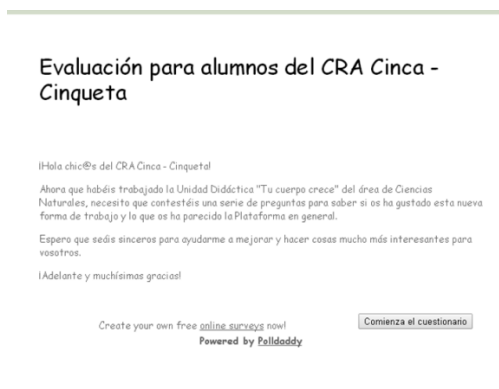 Evaluación para alumnos del CRA Cinca -
Cinqueta
¡Hola chic@s del CRA Cinca - Cinqueta!
Ahora que habéis trabajado la Unidad Didáctica "Tu cuerpo crece" del área de Ciencias
Naturales, necesito que contestéis una serie de preguntas para saber si os ha gustado esta nueva
forma de trabajo y lo que os ha parecido la Plataforma en general.
Espero que seáis sinceros para ayudarme a mejorar y hacer cosas mucho más interesantes para
vosotros.
¡Adelante y muchísimas gracias!
Create your own free online surveys now!
Comienza el cuestionario
Powered by Polldaddy